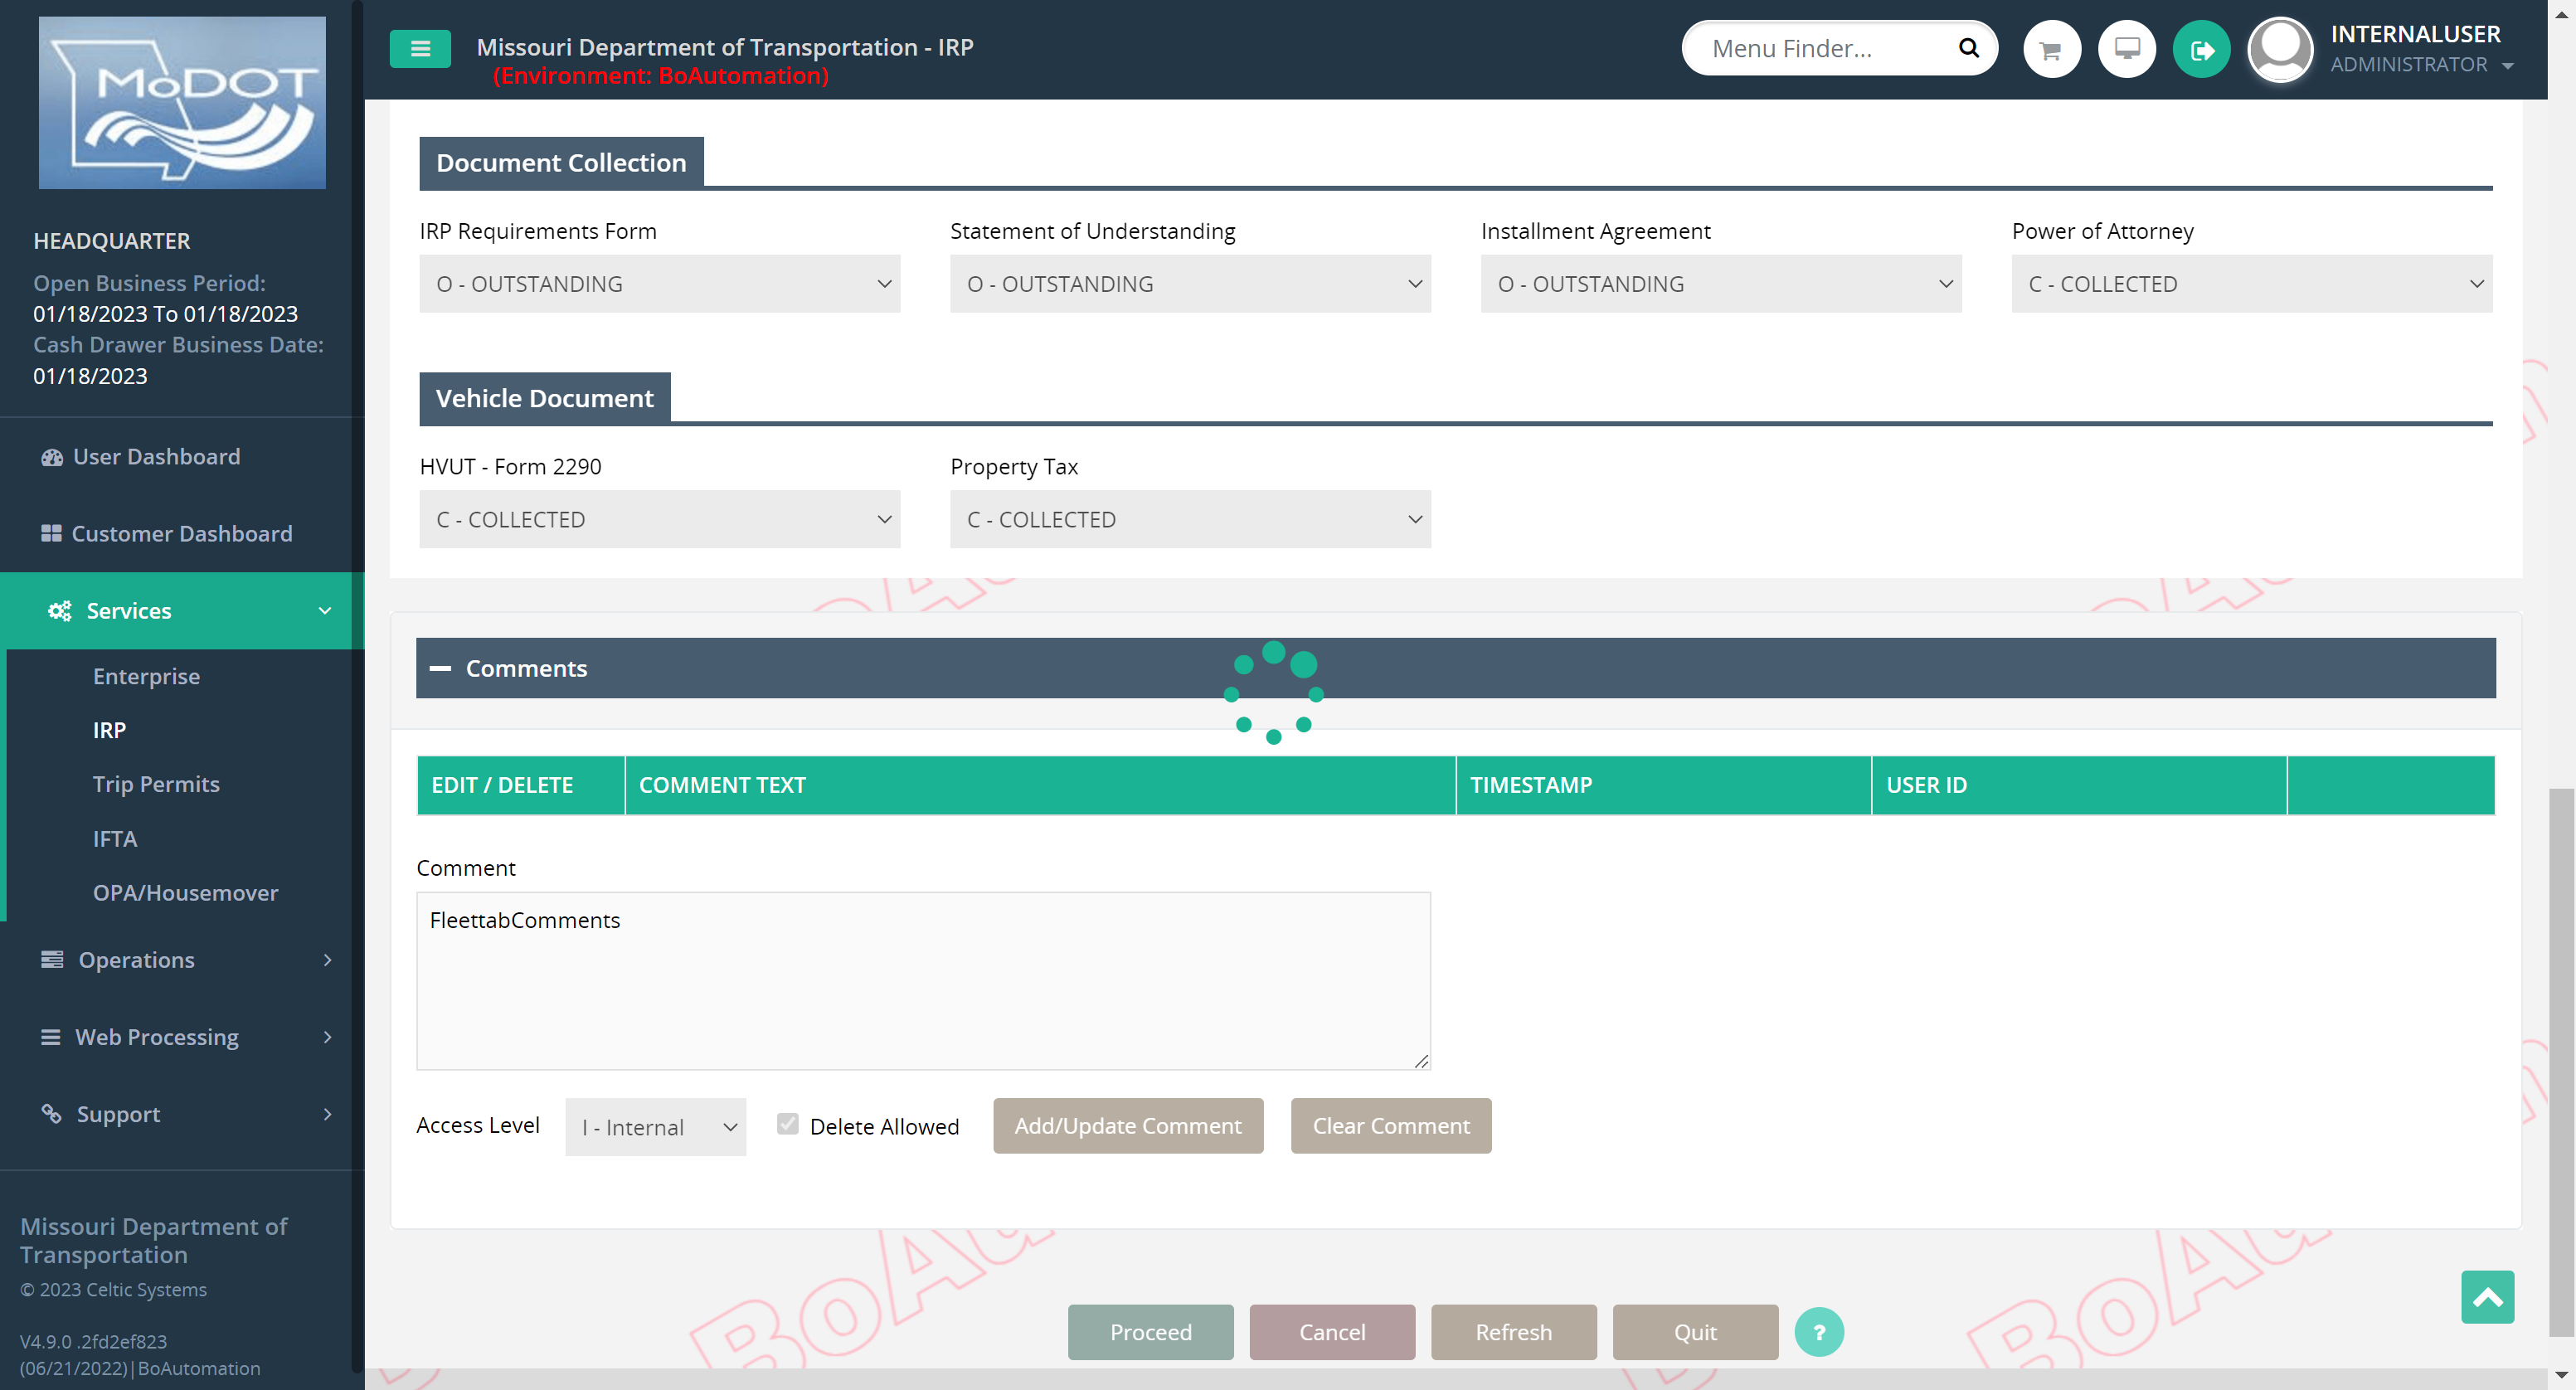 MoDOT
Missouri Department of Transportation - IRP
(Environment: BoAutomation)
Menu Finder...
INTERNALUSER
ADMINISTRATOR
HEADQUARTER
Open Business Period:
01/18/2023 To 01/18/2023
Cash Drawer Business Date:
01/18/2023
User Dashboard
Customer Dashboard
Services
Enterprise
IRP
Trip Permits
IFTA
OPA/Housemover
Operations
Web Processing
Support
Missouri Department of
Transportation
© 2023 Celtic Systems
V4.9.0 .2fd2ef823
(06/21/2022)|BoAutomation
Document Collection
IRP Requirements Form
Statement of Understanding
Installment Agreement
Power of Attorney
O - OUTSTANDING
O - OUTSTANDING
O - OUTSTANDING
C - COLLECTED
Vehicle Document
HVUT - Form 2290
Property Tax
C - COLLECTED
C - COLLECTED
Comments
EDIT / DELETE
COMMENT TEXT
TIMESTAMP
USER ID
Comment
FleettabComments
Access Level
I - Internal
Delete Allowed
Add/Update Comment
Clear Comment
Proceed
Cancel
Refresh
Quit
?